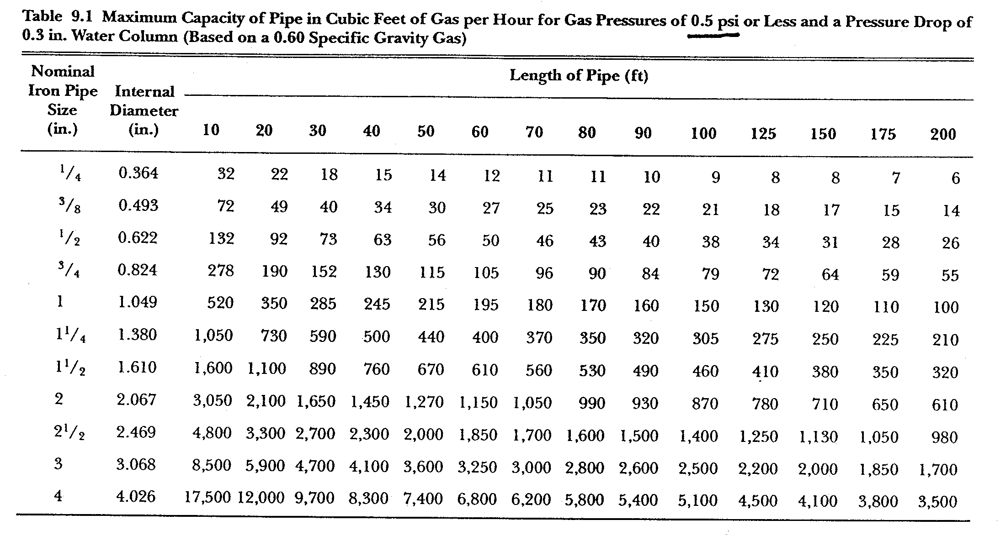 Table 9.1 Maximum Capacity of Pipe in Cubic Feet of Gas per Hour for Gas Pressures of 0.5 psi or Less and a Pressure Drop of
0.3 in. Water Column (Based on a 0.60 Specific Gravity Gas)
Nominal Iron Pipe Size (in.) Internal Diameter (in.) Length of Pipe (ft)
10 20 30 40 50 60 70 80 90 100 125 150 175 200
1/4 0.364 32 22 18 15 14 12 11 11 10 9 8 8 7 6
3/8 0.493 72 49 40 34 30 27 25 23 22 21 18 17 15 14
1/2 0.622 132 92 73 63 56 50 46 43 40 38 34 31 28 26
3/4 0.824 278 190 152 130 115 105 96 90 84 79 72 64 59 55
1 1.049 520 350 285 245 215 195 180 170 160 150 130 120 110 100
1 1/4 1.380 1,050 730 590 500 440 400 370 350 320 305 275 250 225 210
1 1/2 1.610 1,600 1,100 890 760 670 610 560 530 490 460 410 380 350 320
2 2.067 3,050 2,100 1,650 1,450 1,270 1,150 1,050 990 930 870 780 710 650 610
2 1/2 2.469 4,800 3,300 2,700 2,300 2,000 1,850 1,700 1,600 1,500 1,400 1,250 1,130 1,050 980
3 3.068 8,500 5,900 4,700 4,100 3,600 3,250 3,000 2,800 2,600 2,500 2,200 2,000 1,850 1,700
4 4.026 17,500 12,000 9,700 8,300 7,400 6,800 6,200 5,800 5,400 5,100 4,500 4,100 3,800 3,500